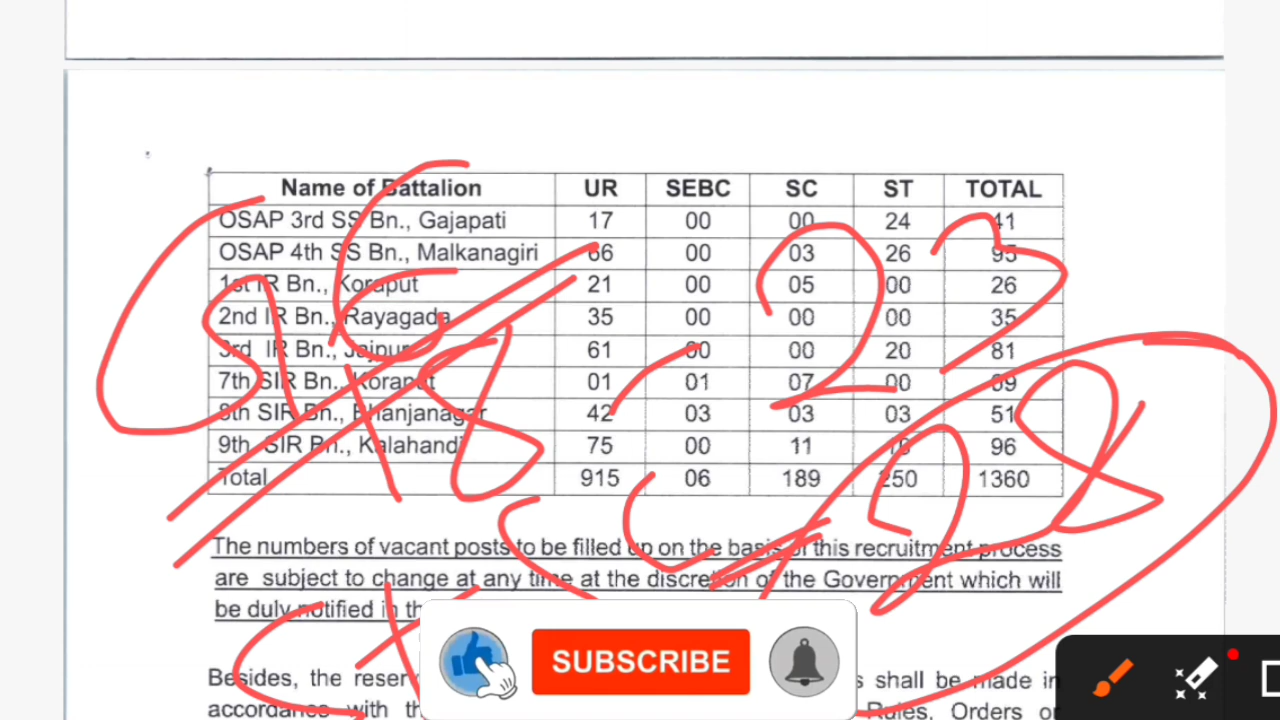 Name of Battalion UR SEBC SC ST TOTAL
OSAP 3rd SS Bn., Gajapati 17 00 00 24 41
OSAP 4th SS Bn., Malkanagiri 66 00 03 26 95
1st IR Bn., Koraput 21 00 05 00 26
2nd IR Bn., Rayagada 35 00 00 00 35
3rd IR Bn., Jajpur 61 00 00 20 81
7th SIR Bn., Koraput 01 01 07 00 09
8th SIR Bn., Bhanjanagar 42 03 03 03 51
9th SIR Bn., Kalahandi 75 00 11 10 96
Total 915 06 189 250 1360
The numbers of vacant posts to be filled up on the basis of this recruitment process
are subject to change at any time at the discretion of the Government which will
be duly notified in
Besides, the shall be made in
accordance with Rules, Orders or
SUBSCRIBE